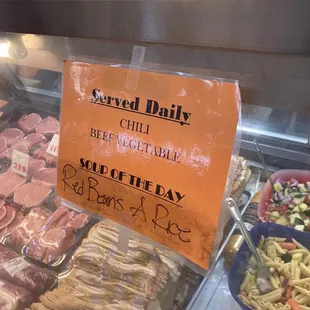 Served Daily
CHILI
BEEF VEGETABLE
SOUP OF THE DAY
Red Beans & Rice